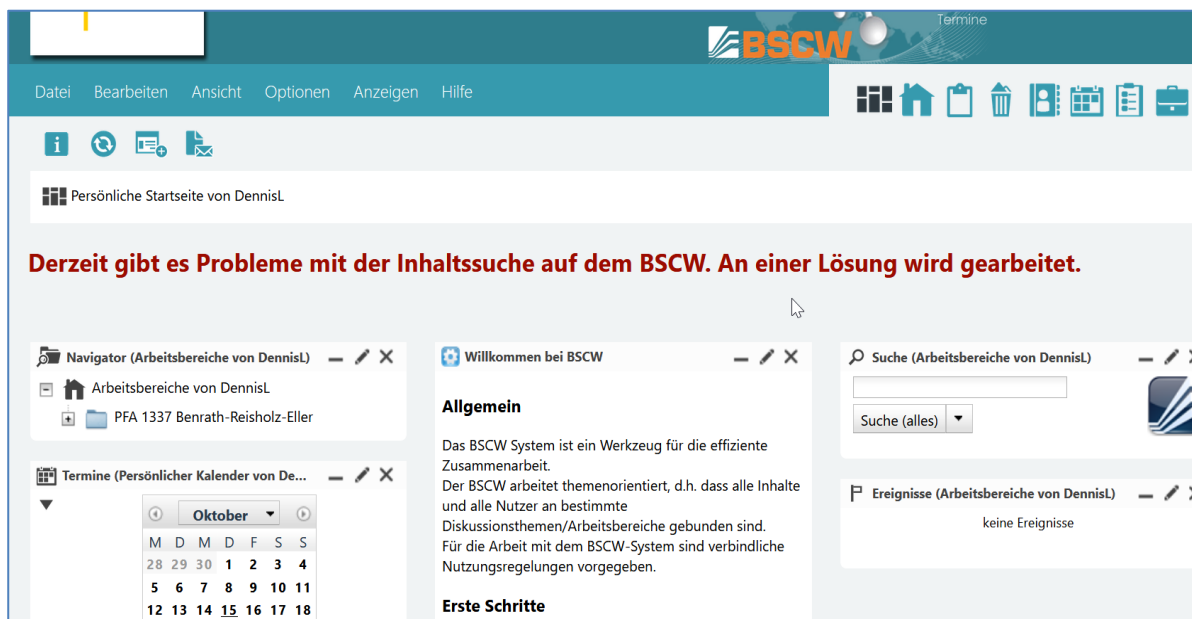 Termine
BSCW
Datei Bearbeiten Ansicht Optionen Anzeigen Hilfe
Persönliche Startseite von DennisL
Derzeit gibt es Probleme mit der Inhaltssuche auf dem BSCW. An einer Lösung wird gearbeitet.
Navigator (Arbeitsbereiche von DennisL)
Arbeitsbereiche von DennisL
PFA 1337 Benrath-Reisholz-Eller
Termine (Persönlicher Kalender von De...
Oktober
M D M D F S S
28 29 30 1 2 3 4
5 6 7 8 9 10 11
12 13 14 15 16 17 18
Willkommen bei BSCW
Allgemein
Das BSCW System ist ein Werkzeug für die effiziente
Zusammenarbeit.
Der BSCW arbeitet themenorientiert, d.h. dass alle Inhalte
und alle Nutzer an bestimmte
Diskussionsthemen/Arbeitsbereiche gebunden sind.
Für die Arbeit mit dem BSCW-System sind verbindliche
Nutzungsregelungen vorgegeben.
Erste Schritte
Suche (Arbeitsbereiche von DennisL)
Suche (alles)
Ereignisse (Arbeitsbereiche von DennisL)
keine Ereignisse